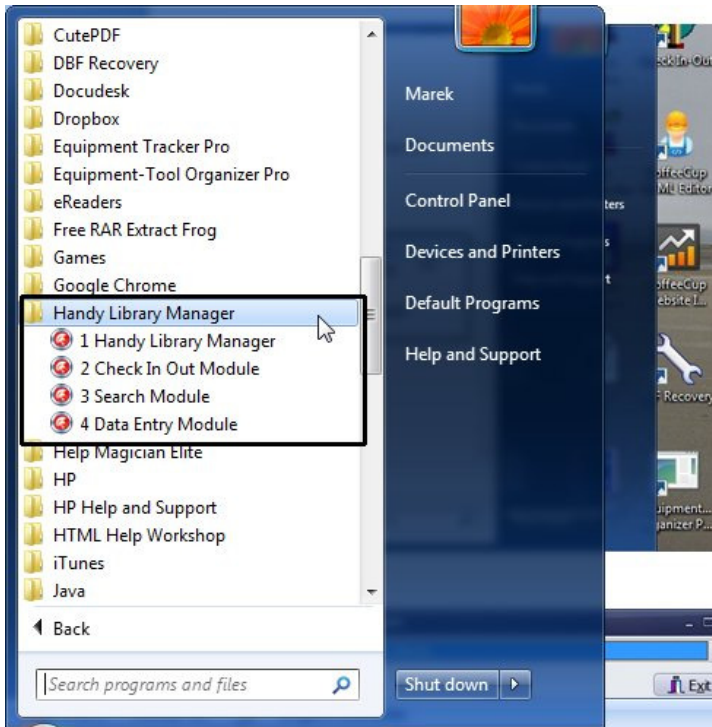 CutePDF
DBF Recovery
Docudesk
Dropbox
Equipment Tracker Pro
Equipment-Tool Organizer Pro
eReaders
Free RAR Extract Frog
Games
Google Chrome
Handy Library Manager
1 Handy Library Manager
2 Check In Out Module
3 Search Module
4 Data Entry Module
Help Magician Elite
HP
HP Help and Support
HTML Help Workshop
iTunes
Java
Back
Search programs and files
Marek
Documents
Control Panel
Devices and Printers
Default Programs
Help and Support
Shut down
Recovery
Exit